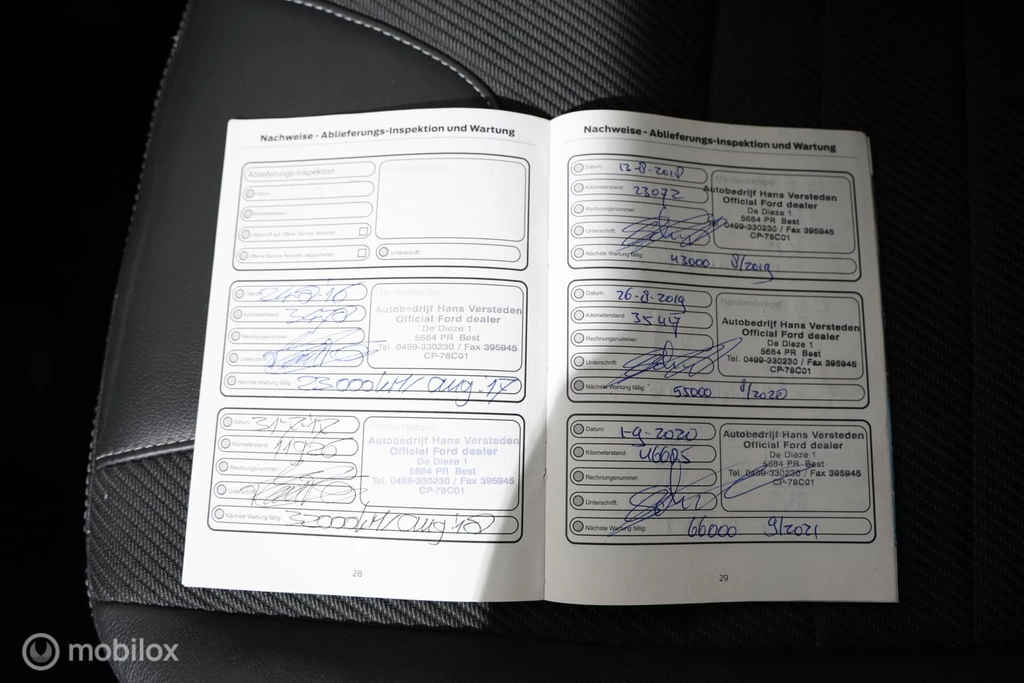 Nachweise - Ablieferungs-Inspektion und Wartung
Ablieferungs-Inspektion
Datum:
Kilometerstand:
Unterschrift:
Datum:
Kilometerstand:
Rechnungsnummer:
Unterschrift:
Nächste Wartung fällig: 23000 KM/ aug. '17
Autobedrijf Hans Versteden
Official Ford dealer
De Dieze 1
5684 PR Best
Tel. 0499-330230 / Fax 395945
CP-78C01
Datum:
Kilometerstand:
Rechnungsnummer:
Unterschrift:
Nächste Wartung fällig: 32000 KM/ aug '18
Autobedrijf Hans Versteden
Official Ford dealer
De Dieze 1
5684 PR Best
Tel. 0499-330230 / Fax 395945
CP-78C01
28
Nachweise - Ablieferungs-Inspektion und Wartung
Datum: 13-8-2018
Kilometerstand: 23072
Rechnungsnummer:
Unterschrift:
Nächste Wartung fällig: 43000 8/2019
Autobedrijf Hans Versteden
Official Ford dealer
De Dieze 1
5684 PR Best
Tel. 0499-330230 / Fax 395945
CP-78C01
Datum: 26-8-2019
Kilometerstand: 35447
Rechnungsnummer:
Unterschrift:
Nächste Wartung fällig: 55000 8/2020
Händlerstempel
Autobedrijf Hans Versteden
Official Ford dealer
De Dieze 1
5684 PR Best
Tel. 0499-330230 / Fax 395945
CP-78C01
Datum: 1-9-2020
Kilometerstand: 46685
Rechnungsnummer:
Unterschrift:
Nächste Wartung fällig: 66000 9/2021
Autobedrijf Hans Versteden
Official Ford dealer
De Dieze 1
5684 PR Best
Tel. 0499-330230 / Fax 395945
CP-78C01
29
mobilox